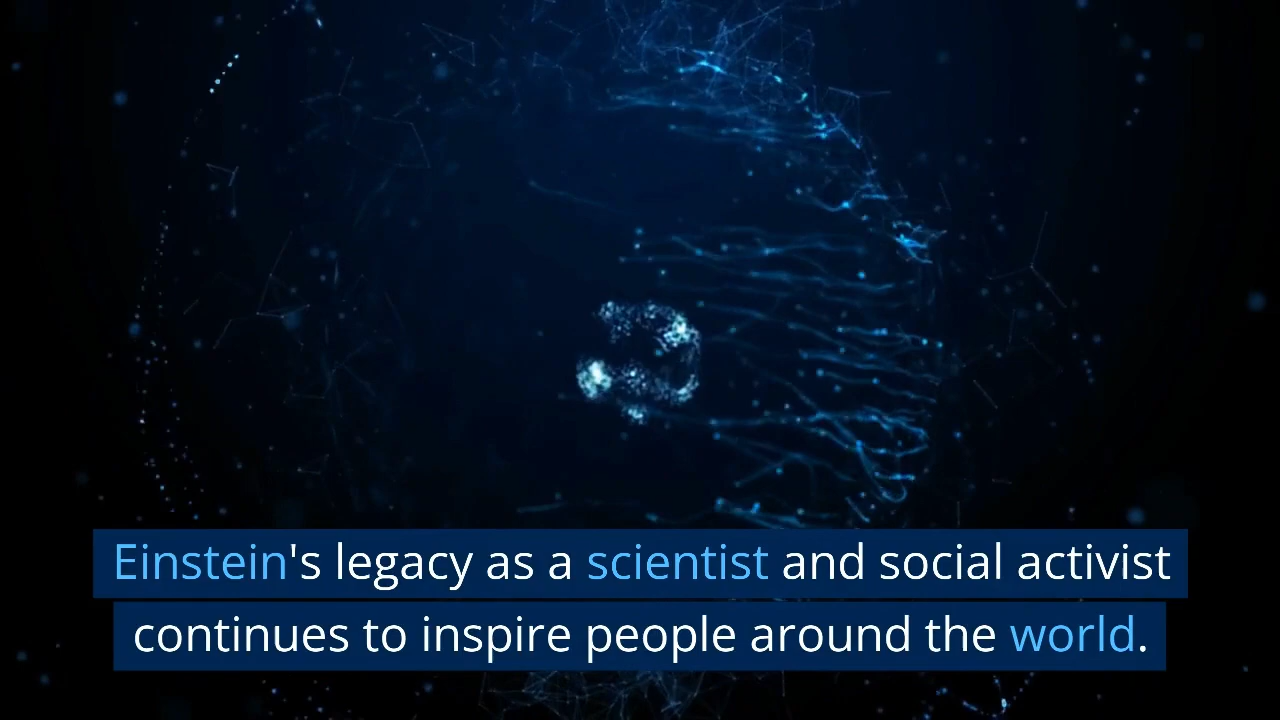 Einstein's legacy as a scientist and social activist
continues to inspire people around the world.